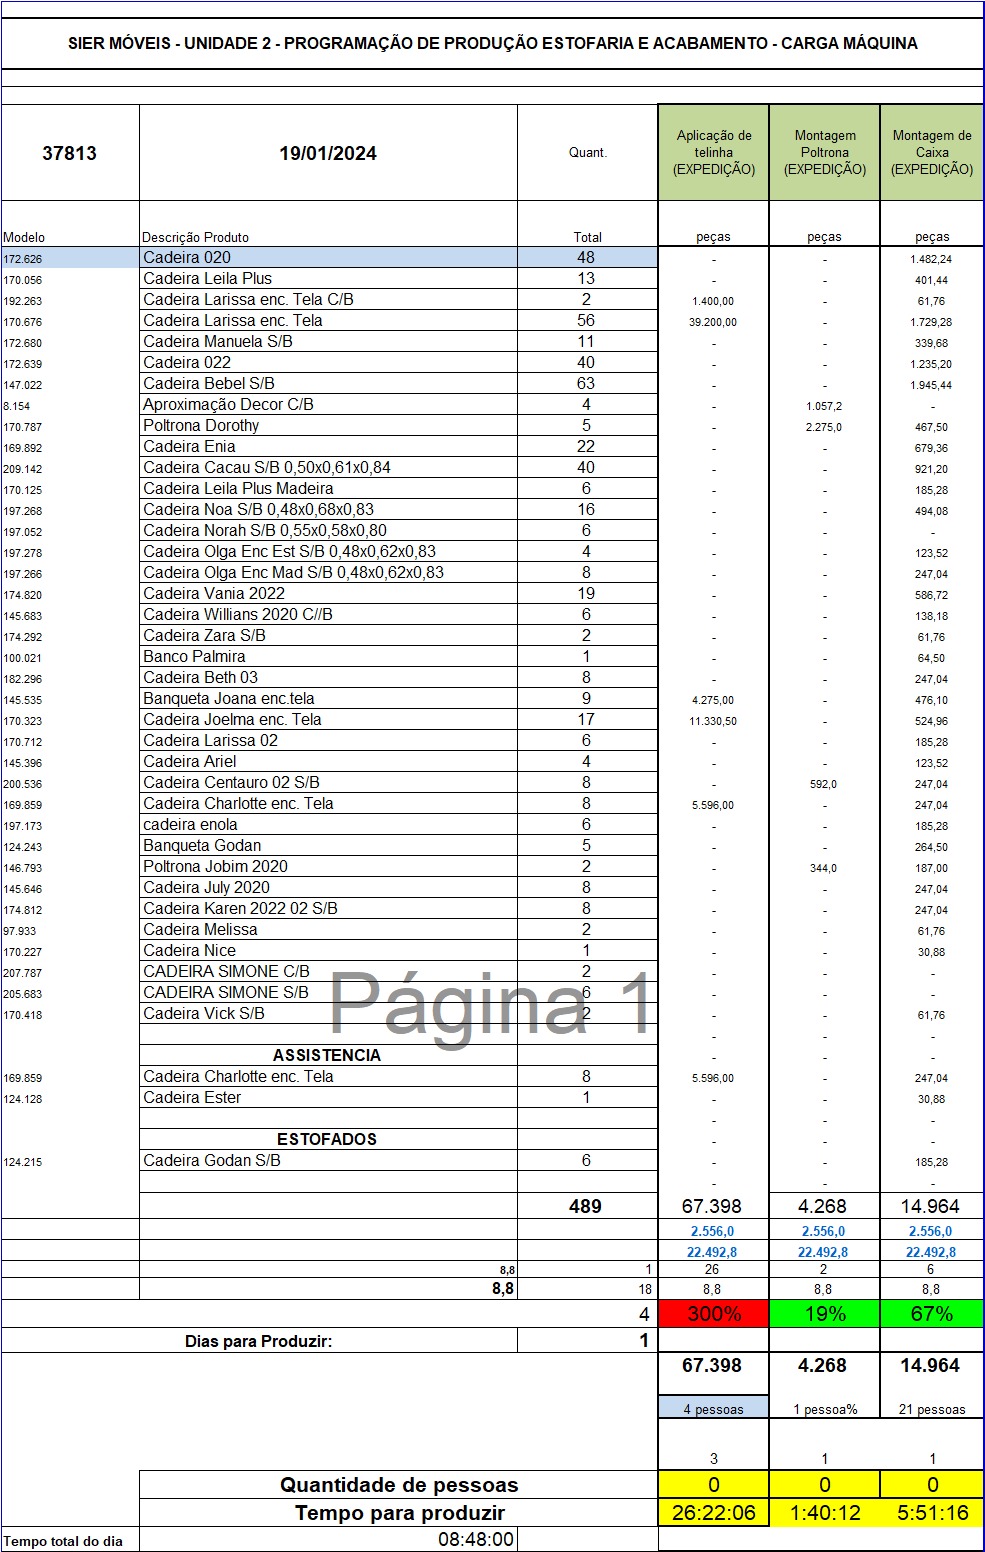 SIER MÓVEIS - UNIDADE 2 - PROGRAMAÇÃO DE PRODUÇÃO ESTOFARIA E ACABAMENTO - CARGA MÁQUINA
37813 19/01/2024 Quant. Aplicação de telinha (EXPEDIÇÃO) Montagem Poltrona (EXPEDIÇÃO) Montagem de Caixa (EXPEDIÇÃO)
Modelo Descrição Produto Total peças peças peças
172.626 Cadeira 020 48 - - 1.482,24
170.056 Cadeira Leila Plus 13 - - 401,44
192.263 Cadeira Larissa enc. Tela C/B 2 1.400,00 - 61,76
170.676 Cadeira Larissa enc. Tela 56 39.200,00 - 1.729,28
172.680 Cadeira Manuela S/B 11 - - 339,68
172.639 Cadeira 022 40 - - 1.235,20
147.022 Cadeira Bebel S/B 63 - - 1.945,44
8.154 Aproximação Decor C/B 4 - 1.057,2 -
170.787 Poltrona Dorothy 5 - 2.275,0 467,50
169.892 Cadeira Enia 22 - - 679,36
209.142 Cadeira Cacau S/B 0,50x0,61x0,84 40 - - 921,20
170.125 Cadeira Leila Plus Madeira 6 - - 185,28
197.268 Cadeira Noa S/B 0,48x0,68x0,83 16 - - 494,08
197.052 Cadeira Norah S/B 0,55x0,58x0,80 6 - - -
197.278 Cadeira Olga Enc Est S/B 0,48x0,62x0,83 4 - - 123,52
197.266 Cadeira Olga Enc Mad S/B 0,48x0,62x0,83 8 - - 247,04
174.820 Cadeira Vania 2022 19 - - 586,72
145.683 Cadeira Willians 2020 C//B 6 - - 138,18
174.292 Cadeira Zara S/B 2 - - 61,76
100.021 Banco Palmira 1 - - 64,50
182.296 Cadeira Beth 03 8 - - 247,04
145.535 Banqueta Joana enc.tela 9 4.275,00 - 476,10
170.323 Cadeira Joelma enc. Tela 17 11.330,50 - 524,96
170.712 Cadeira Larissa 02 6 - - 185,28
145.396 Cadeira Ariel 4 - - 123,52
200.536 Cadeira Centauro 02 S/B 8 - 592,0 247,04
169.859 Cadeira Charlotte enc. Tela 8 5.596,00 - 247,04
197.173 cadeira enola 6 - - 185,28
124.243 Banqueta Godan 5 - - 264,50
146.793 Poltrona Jobim 2020 2 - 344,0 187,00
145.646 Cadeira July 2020 8 - - 247,04
174.812 Cadeira Karen 2022 02 S/B 8 - - 247,04
97.933 Cadeira Melissa 2 - - 61,76
170.227 Cadeira Nice 1 - - 30,88
207.787 CADEIRA SIMONE C/B 2 - - -
205.683 CADEIRA SIMONE S/B 6 - - -
170.418 Cadeira Vick S/B 2 - - 61,76
Página 1
- - -
ASSISTENCIA - - -
169.859 Cadeira Charlotte enc. Tela 8 5.596,00 - 247,04
124.128 Cadeira Ester 1 - - 30,88
- - -
ESTOFADOS - - -
124.215 Cadeira Godan S/B 6 - - 185,28
- - -
489 67.398 4.268 14.964
2.556,0 2.556,0 2.556,0
22.492,8 22.492,8 22.492,8
8,8 1 26 2 6
8,8 18 8,8 8,8 8,8
4 300% 19% 67%
Dias para Produzir: 1
67.398 4.268 14.964
4 pessoas 1 pessoa% 21 pessoas
3 1 1
Quantidade de pessoas 0 0 0
Tempo para produzir 26:22:06 1:40:12 5:51:16
Tempo total do dia 08:48:00